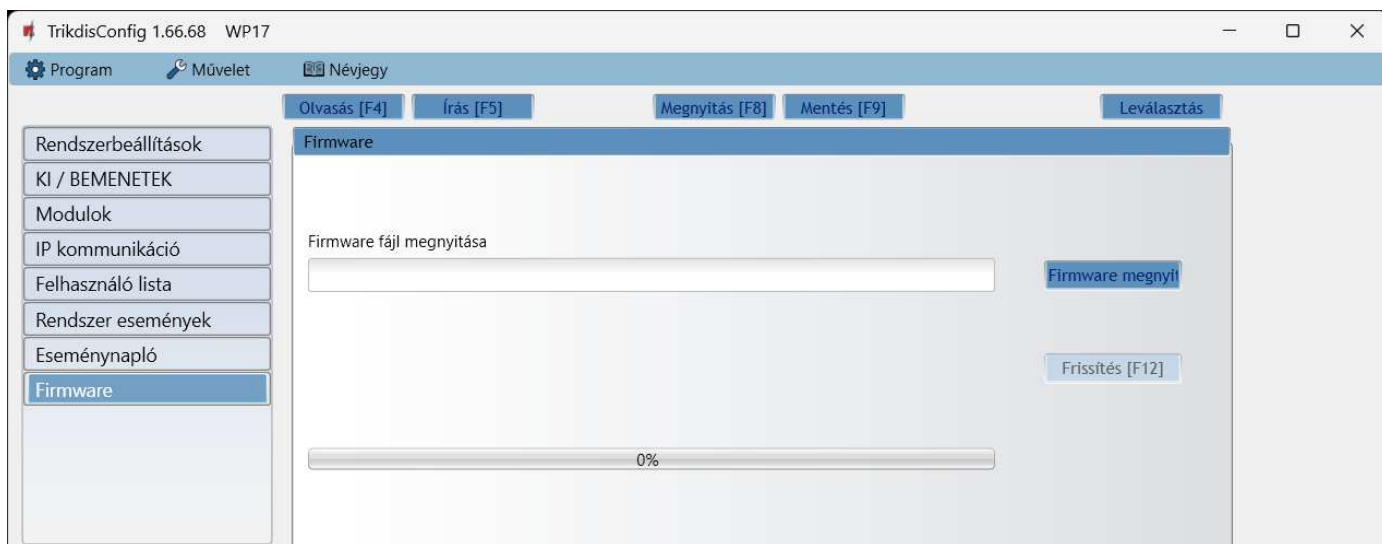 TrikdisConfig 1.66.68 WP17
Program Művelet Névjegy
Olvasás [F4] Írás [F5] Megnyitás [F8] Mentés [F9] Leválasztás
Rendszerbeállítások
KI / BEMENETEK
Modulok
IP kommunikáció
Felhasználó lista
Rendszer események
Eseménynapló
Firmware
Firmware
Firmware fájl megnyitása
Firmware megnyit
Frissítés [F12]
0%